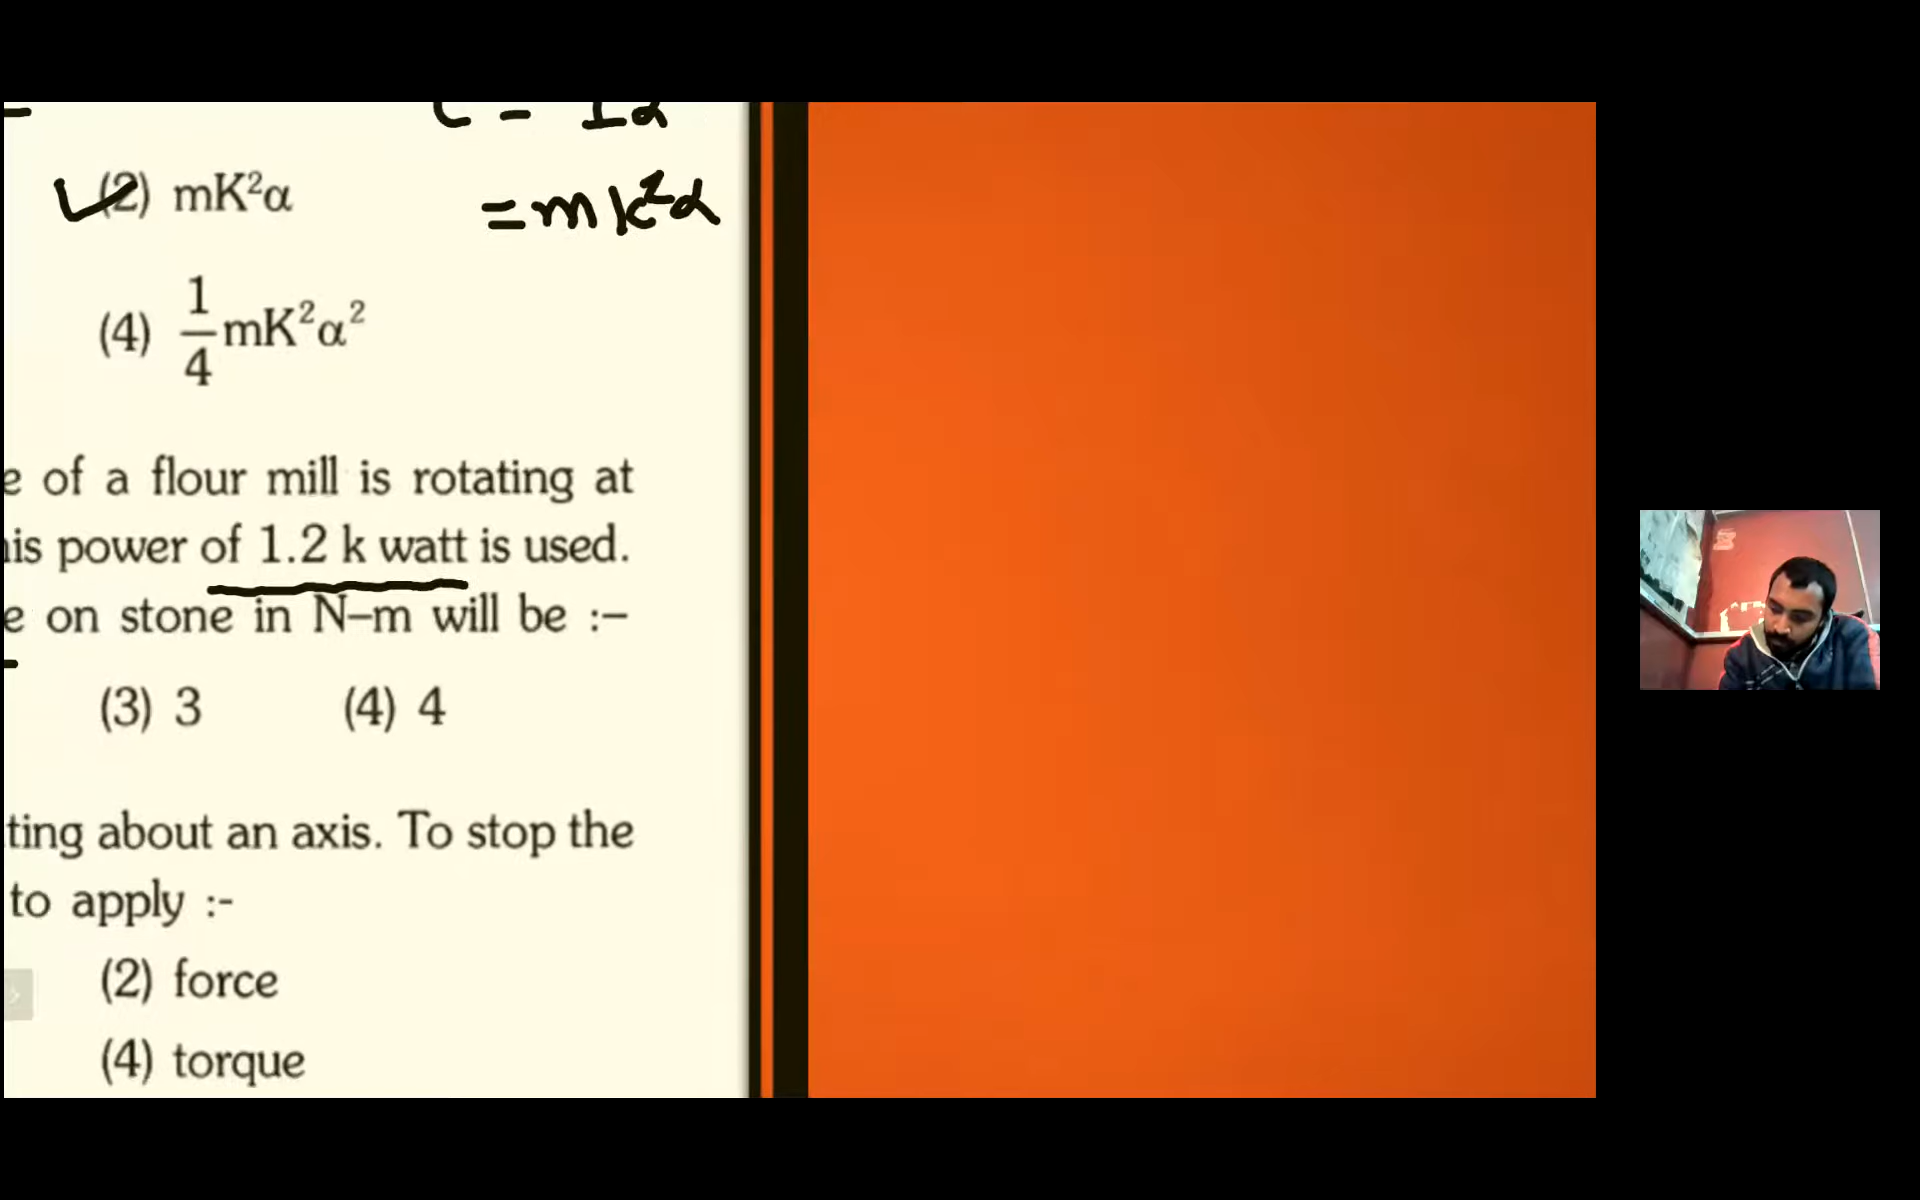 τ = Iα
(2) mK²α
= mk²α
(4) 1/4 mK²α²
e of a flour mill is rotating at
is power of 1.2 k watt is used.
e on stone in N–m will be :–
(3) 3 (4) 4
ting about an axis. To stop the
to apply :-
(2) force
(4) torque